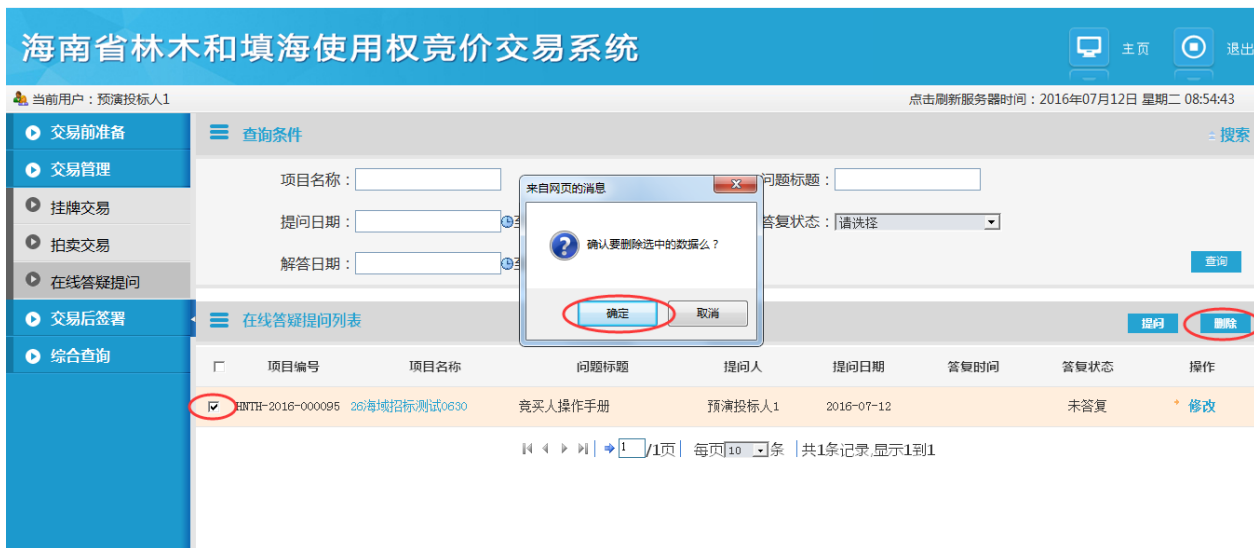 海南省林木和填海使用权竞价交易系统
主页
退出
当前用户：预演投标人1
点击刷新服务器时间：2016年07月12日 星期二 08:54:43
交易前准备
交易管理
挂牌交易
拍卖交易
在线答疑提问
交易后签署
综合查询
查询条件
搜索
项目名称：
问题标题：
提问日期：
至
答复状态：
请选择
解答日期：
至
查询
来自网页的消息
确认要删除选中的数据么？
确定
取消
在线答疑提问列表
提问
删除
项目编号 项目名称 问题标题 提问人 提问日期 答复时间 答复状态 操作
HNTH-2016-000095 26海域招标测试0630 竞买人操作手册 预演投标人1 2016-07-12 未答复 修改
1 /1页 每页 10 条 共1条记录,显示1到1